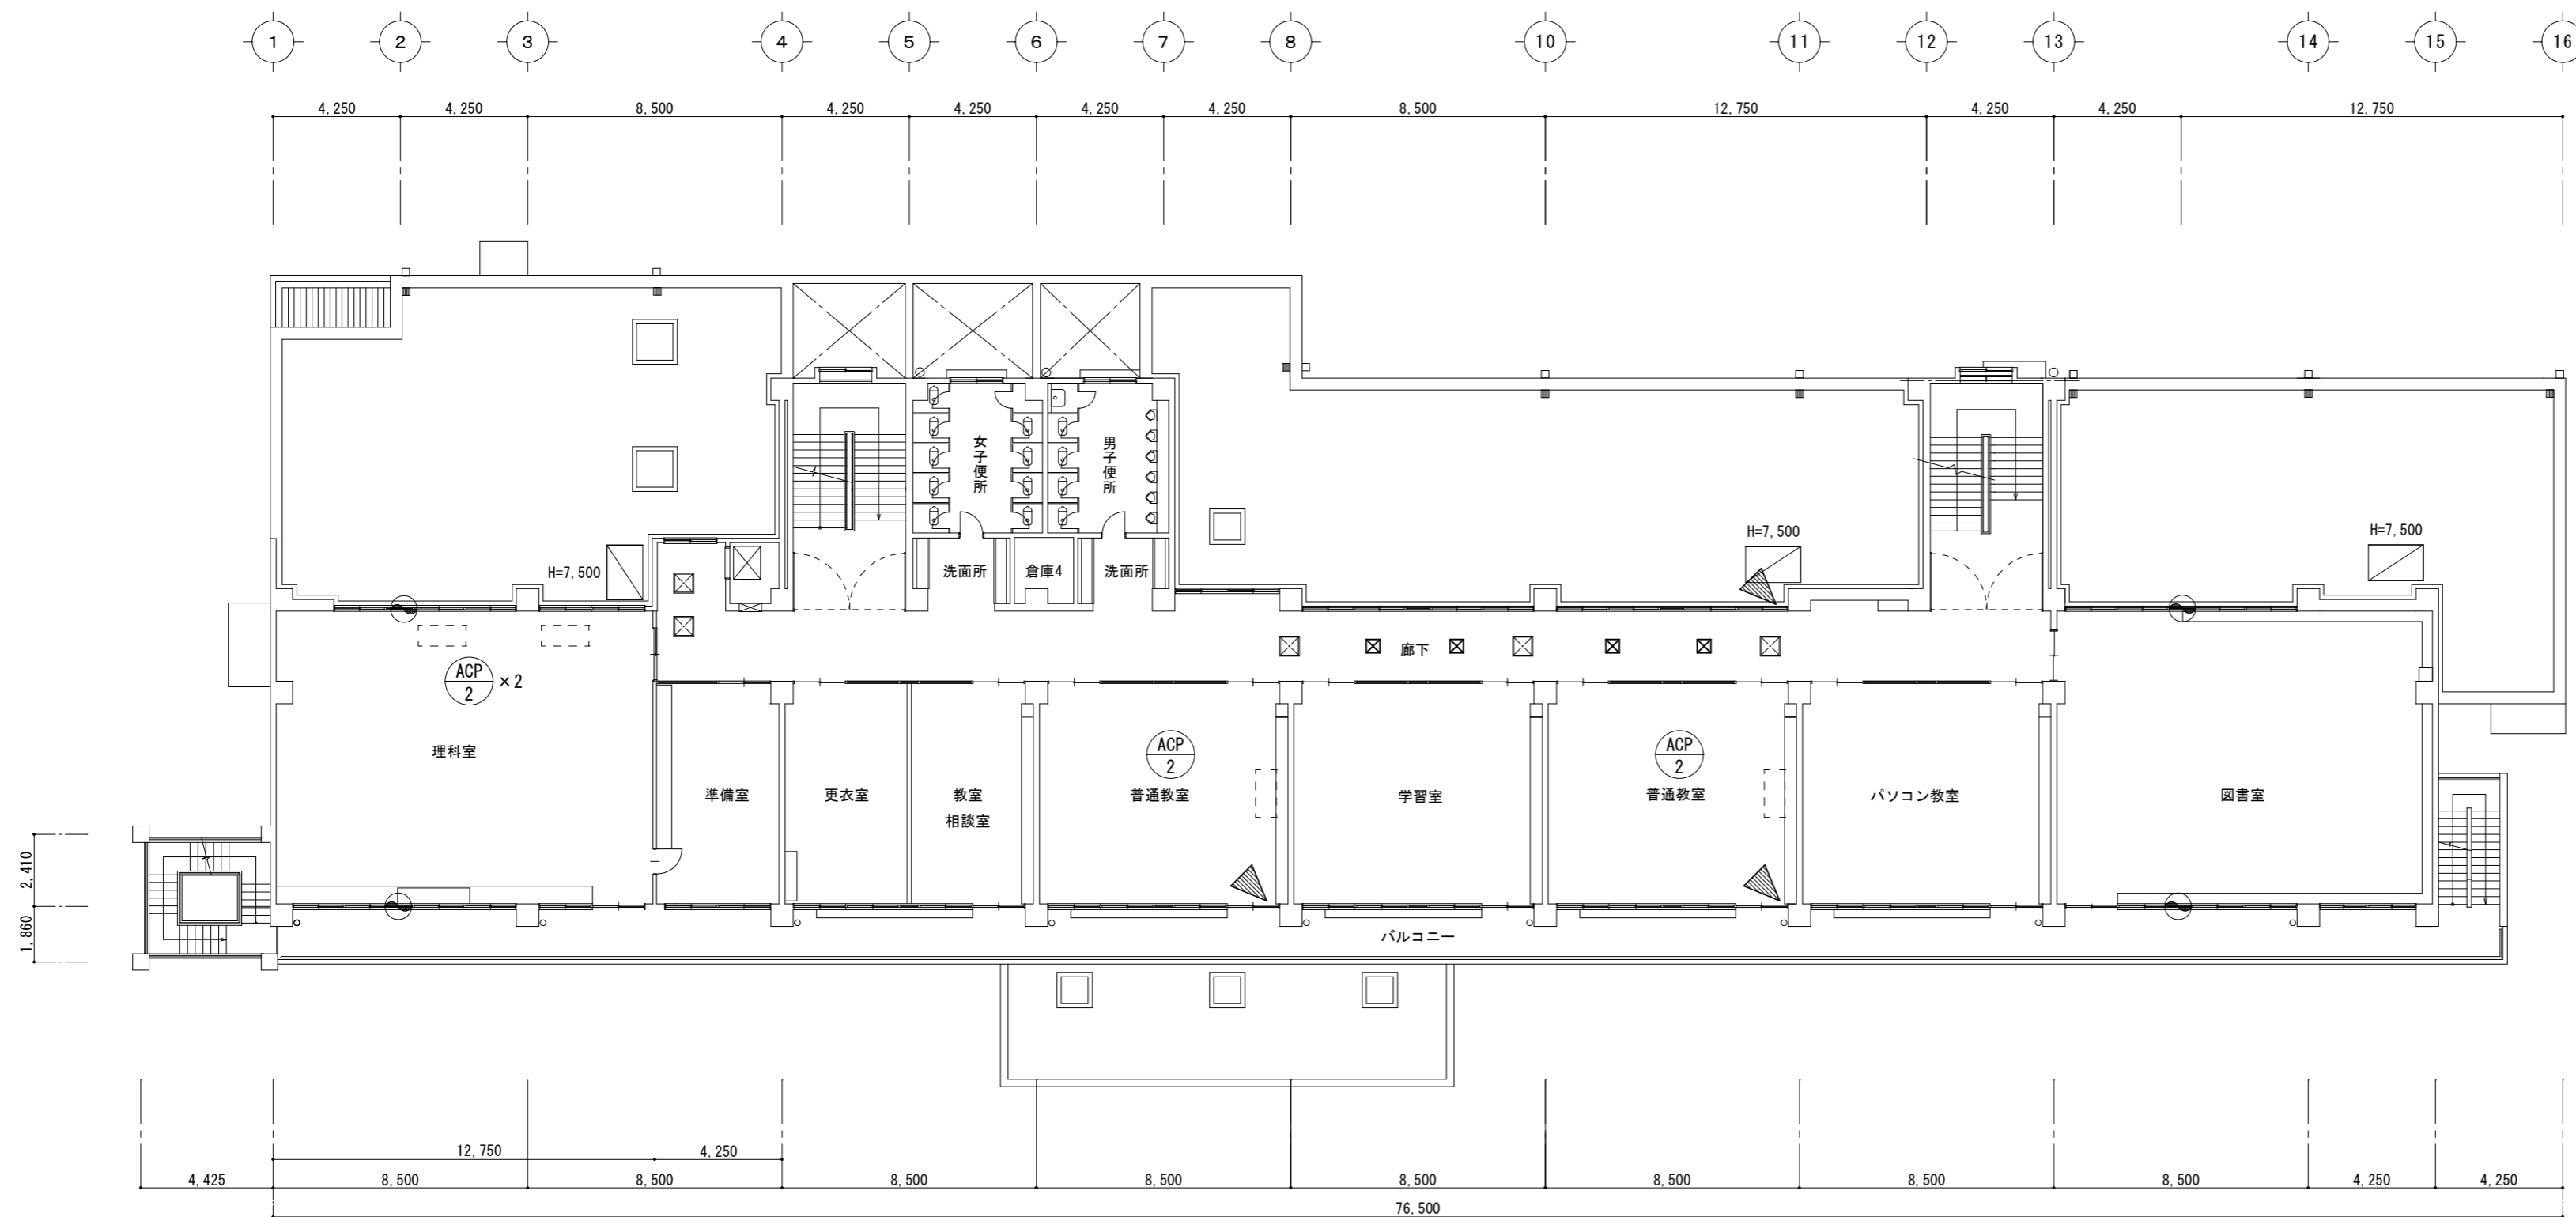 1 2 3 4 5 6 7 8 10 11 12 13 14 15 16
4,250 4,250 8,500 4,250 4,250 4,250 4,250 8,500 12,750 4,250 4,250 12,750
女子便所
男子便所
H=7,500
H=7,500
H=7,500
洗面所
倉庫4
洗面所
廊下
ACP
2
×2
理科室
準備室
更衣室
教室
相談室
ACP
2
普通教室
学習室
ACP
2
普通教室
パソコン教室
図書室
2,410
1,860
バルコニー
12,750 4,250
4,425 8,500 8,500 8,500 8,500 8,500 8,500 8,500 8,500 4,250 4,250
76,500